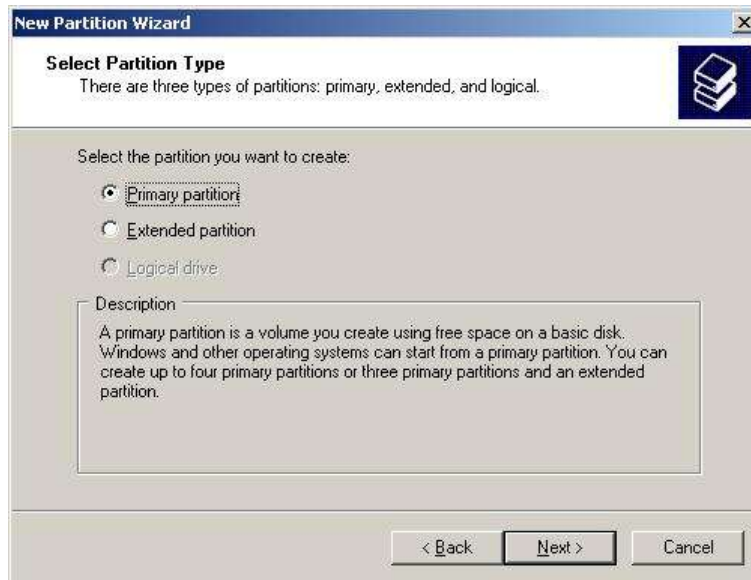 New Partition Wizard
Select Partition Type
There are three types of partitions: primary, extended, and logical.
Select the partition you want to create:
Primary partition
Extended partition
Logical drive
Description
A primary partition is a volume you create using free space on a basic disk.
Windows and other operating systems can start from a primary partition. You can
create up to four primary partitions or three primary partitions and an extended
partition.
< Back Next > Cancel